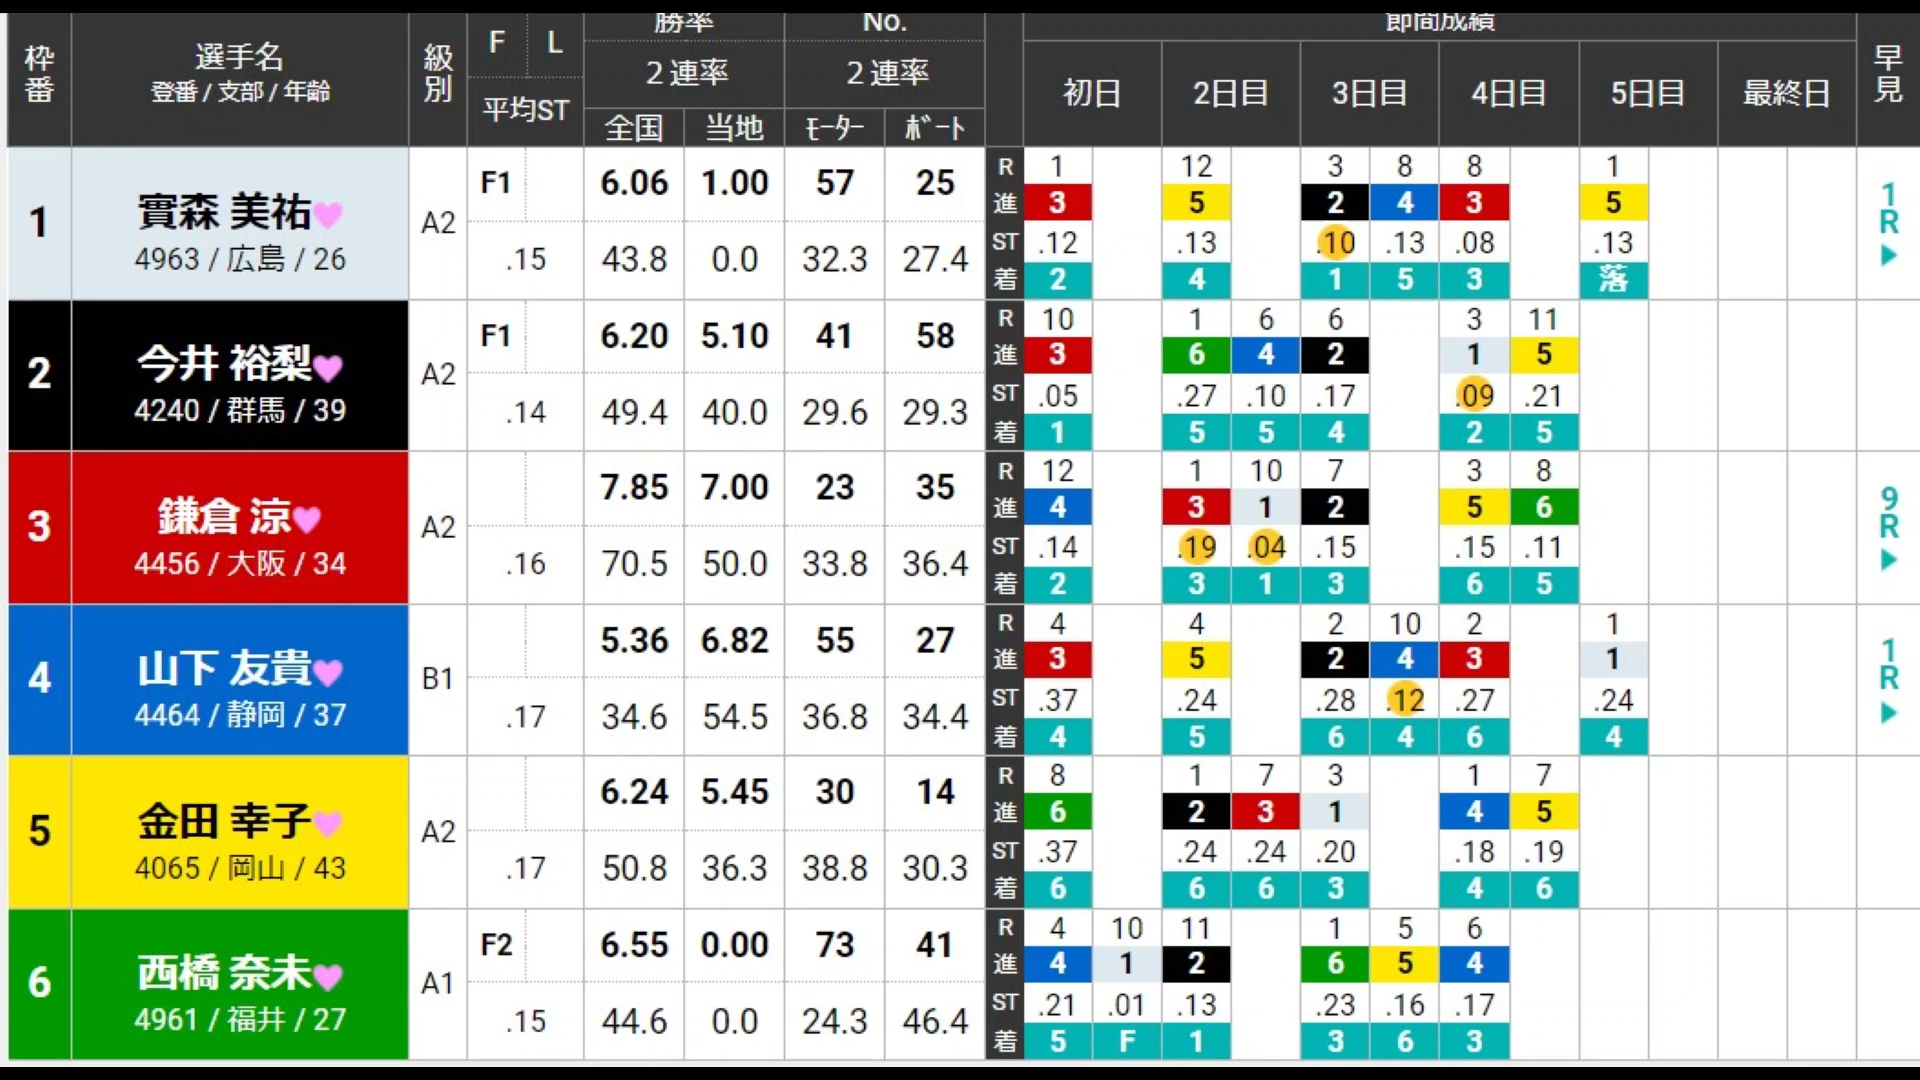 枠番 選手名 級別 F L 勝率 No. 節間成績 早見
登番 / 支部 / 年齢 平均ST 2連率 2連率 初日 2日目 3日目 4日目 5日目 最終日
全国 当地 ﾓｰﾀｰ ﾎﾞｰﾄ
R 1 12 3 8 8 1
1 實森 美祐 A2 F1 6.06 1.00 57 25 進 3 5 2 4 3 5 1R
4963 / 広島 / 26 .15 43.8 0.0 32.3 27.4 ST .12 .13 .10 .13 .08 .13
着 2 4 1 5 3 落
R 10 1 6 6 3 11
2 今井 裕梨 A2 F1 6.20 5.10 41 58 進 3 6 4 2 1 5
4240 / 群馬 / 39 .14 49.4 40.0 29.6 29.3 ST .05 .27 .10 .17 .09 .21
着 1 5 5 4 2 5
R 12 1 10 7 3 8
3 鎌倉 涼 A2 7.85 7.00 23 35 進 4 3 1 2 5 6 9R
4456 / 大阪 / 34 .16 70.5 50.0 33.8 36.4 ST .14 .19 .04 .15 .15 .11
着 2 3 1 3 6 5
R 4 4 2 10 2 1
4 山下 友貴 B1 5.36 6.82 55 27 進 3 5 2 4 3 1 1R
4464 / 静岡 / 37 .17 34.6 54.5 36.8 34.4 ST .37 .24 .28 .12 .27 .24
着 4 5 6 4 6 4
R 8 1 7 3 1 7
5 金田 幸子 A2 6.24 5.45 30 14 進 6 2 3 1 4 5
4065 / 岡山 / 43 .17 50.8 36.3 38.8 30.3 ST .37 .24 .24 .20 .18 .19
着 6 6 6 3 4 6
R 4 10 11 1 5 6
6 西橋 奈未 A1 F2 6.55 0.00 73 41 進 4 1 2 6 5 4
4961 / 福井 / 27 .15 44.6 0.0 24.3 46.4 ST .21 .01 .13 .23 .16 .17
着 5 F 1 3 6 3